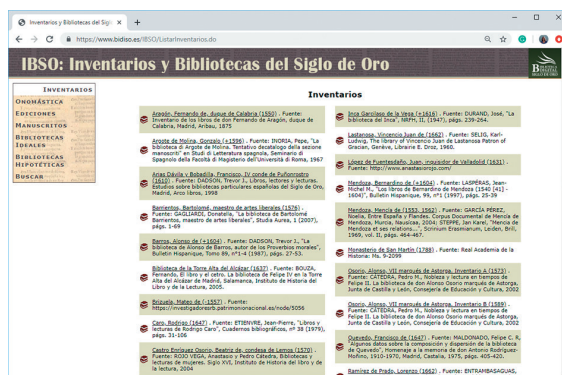 Inventarios y Bibliotecas del Sigl
https://www.bidiso.es/IBSO/ListarInventarios.do
IBSO: Inventarios y Bibliotecas del Siglo de Oro
BIBLIOTECA
DIGITAL
SIGLO DE ORO
INVENTARIOS
ONOMÁSTICA
EDICIONES
MANUSCRITOS
BIBLIOTECAS
IDEALES
BIBLIOTECAS
HIPOTÉTICAS
BUSCAR
Inventarios
Aragón, Fernando de, duque de Calabria (1550) . Fuente:
Inventario de los libros de don Fernando de Aragón, duque de
Calabria, Madrid, Aribau, 1875
Argote de Molina, Gonzalo (+1596) . Fuente: INORIA, Pepe, "La
biblioteca di Argote de Molina. Tentativo decatalogo della sezione
manoscritti" en Studi di Letteratura spagnola, Seminario di
Spagnolo della Facoltà di Magistero dell'Università di Roma, 1967
Arias Dávila y Bobadilla, Francisco, IV conde de Puñonrostro
(1610) . Fuente: DADSON, Trevor J., Libros, lectores y lecturas.
Estudios sobre bibliotecas particulares españolas del Siglo de Oro,
Madrid, Arco libros, 1998
Barrientos, Bartolomé, maestro de artes liberales (1576) .
Fuente: GAGLIARDI, Donatella, "La biblioteca de Bartolomé
Barrientos, maestro de artes liberales", Studia Aurea, 1 (2007),
págs. 1-69
Barros, Alonso de (+1604) . Fuente: DADSON, Trevor J., "La
biblioteca de Alonso de Barros, autor de los Proverbios morales",
Bulletin Hispanique, Tomo 89, nº1-4 (1987), págs. 27-53.
Biblioteca de la Torre Alta del Alcázar (1637) . Fuente: BOUZA,
Fernando, El libro y el cetro. La biblioteca de Felipe IV en la Torre
Alta del Alcázar de Madrid, Salamanca, Instituto de Historia del
Libro y de la Lectura, 2005.
Brizuela, Mateo de (-1557) . Fuente:
https://investigadoresrb.patrimonionacional.es/node/5056
Caro, Rodrigo (1647) . Fuente: ETIENVRE, Jean-Pierre, "Libros y
lecturas de Rodrigo Caro", Cuadernos bibliográficos, nº 38 (1979),
págs. 31-106
Castro Enríquez Osorio, Beatriz de, condesa de Lemos (1570) .
Fuente: ROJO VEGA, Anastasio y Pedro Cátedra, Bibliotecas y
lecturas de mujeres. Siglo XVI, Instituto de Historia del libro y de
la lectura, 2004
Inca Garcilaso de la Vega (+1616) . Fuente: DURAND, José, "La
biblioteca del Inca", NRFH, II, (1947), págs. 239-264.
Lastanosa, Vincencio Juan de (1662) . Fuente: SELIG, Karl-
Ludwig, The library of Vincencio Juan de Lastanosa Patron of
Gracian, Genève, Librairie E. Droz, 1960.
López de Fuentesdaño, Juan, inquisidor de Valladolid (1631) .
Fuente: http://www.anastasiorojo.com/
Mendoza, Bernardino de (+1604) . Fuente: LASPÉRAS, Jean-
Michel M., "Los libros de Bernardino de Mendoza (1540 [41] -
1604)", Bulletin Hispanique, 99, nº1 (1997), págs. 25-39
Mendoza, Mencía de (1553, 1562) . Fuente: GARCÍA PÉREZ,
Noelia, Entre España y Flandes. Corpus Documental de Mencía de
Mendoza, Murcia, Nausícaa, 2004; STEPPE, Jan Karel, "Mencía de
Mendoza et ses relations...", Scrinium Erasmianum, Leiden, Brill,
1969, vol. II, págs. 464-467.
Monasterio de San Martín (1788) . Fuente: Real Academia de la
Historia: Ms. 9-2099
Osorio, Alonso, VII marqués de Astorga, Inventario A (1573) .
Fuente: CÁTEDRA, Pedro M., Nobleza y lectura en tiempos de
Felipe II. La biblioteca de don Alonso Osorio marqués de Astorga,
Junta de Castilla y León, Consejería de Educación y Cultura, 2002
Osorio, Alonso, VII marqués de Astorga, Inventario B (1589) .
Fuente: CÁTEDRA, Pedro M., Nobleza y lectura en tiempos de
Felipe II. La biblioteca de don Alonso Osorio marqués de Astorga,
Junta de Castilla y León, Consejería de Educación y Cultura, 2002
Quevedo, Francisco de (1647) . Fuente: MALDONADO, Felipe C. R,
"Algunos datos sobre la composición y dispersión de la biblioteca
de Quevedo", Homenaje a la memoria de don Antonio Rodríguez-
Moñino, 1910-1970, Madrid, Castalia, 1975, págs. 405-420.
Ramírez de Prado, Lorenzo (1662) . Fuente: ENTRAMBASAGUAS,